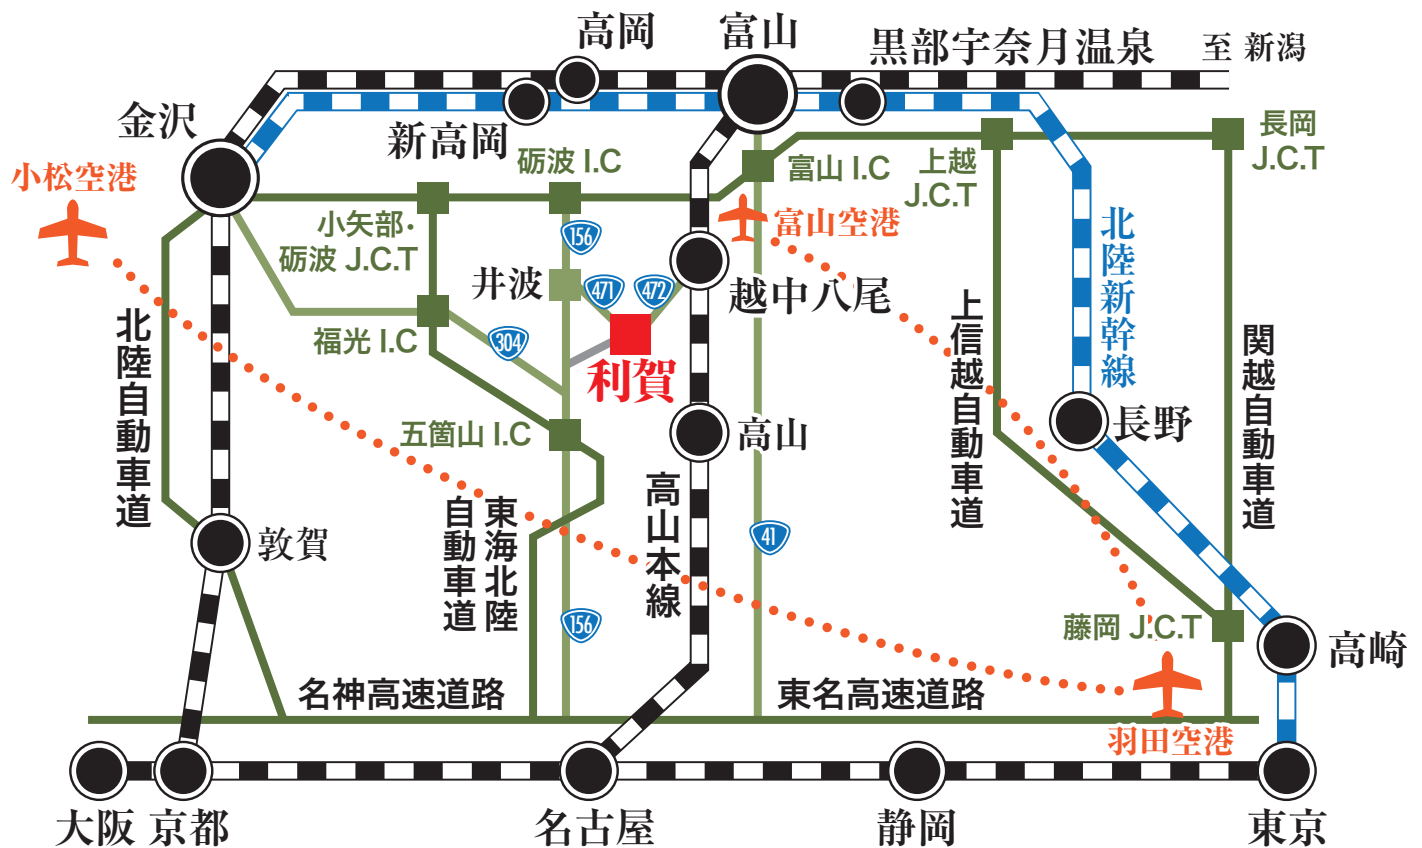 高岡
富山
黒部宇奈月温泉
至 新潟
金沢
新高岡
砺波 I.C
富山 I.C
上越
J.C.T
長岡
J.C.T
小松空港
小矢部・
砺波 J.C.T
156
富山空港
井波
471
472
越中八尾
北陸新幹線
福光 I.C
304
利賀
北陸自動車道
上信越自動車道
関越自動車道
五箇山 I.C
高山
長野
敦賀
東海北陸
自動車道
高山本線
41
156
藤岡 J.C.T
高崎
名神高速道路
東名高速道路
羽田空港
大阪
京都
名古屋
静岡
東京